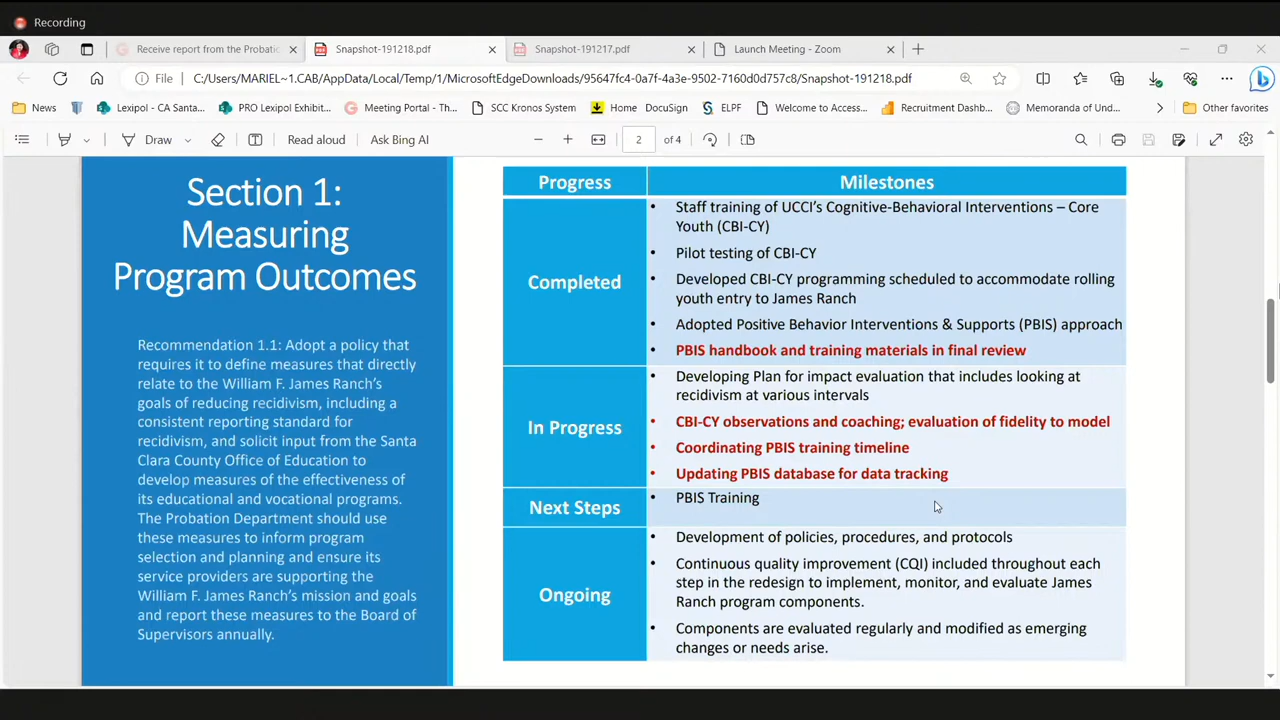 Recording
Receive report from the Probatio
Snapshot-191218.pdf
Snapshot-191217.pdf
Launch Meeting - Zoom
File
C:/Users/MARIEL~1.CAB/AppData/Local/Temp/1/MicrosoftEdgeDownloads/95647fc4-0a7f-4a3e-9502-7160d0d757c8/Snapshot-191218.pdf
News
Lexipol - CA Santa...
PRO Lexipol Exhibit...
Meeting Portal - Th...
SCC Kronos System
Home
DocuSign
ELPF
Welcome to Access...
Recruitment Dashb...
Memoranda of Und...
Other favorites
Draw
Read aloud
Ask Bing AI
2
of 4
Section 1:
Measuring
Program Outcomes
Recommendation 1.1: Adopt a policy that
requires it to define measures that directly
relate to the William F. James Ranch's
goals of reducing recidivism, including a
consistent reporting standard for
recidivism, and solicit input from the Santa
Clara County Office of Education to
develop measures of the effectiveness of
its educational and vocational programs.
The Probation Department should use
these measures to inform program
selection and planning and ensure its
service providers are supporting the
William F. James Ranch's mission and goals
and report these measures to the Board of
Supervisors annually.
Progress
Milestones
Completed
• Staff training of UCCI's Cognitive-Behavioral Interventions – Core
Youth (CBI-CY)
• Pilot testing of CBI-CY
• Developed CBI-CY programming scheduled to accommodate rolling
youth entry to James Ranch
• Adopted Positive Behavior Interventions & Supports (PBIS) approach
• PBIS handbook and training materials in final review
In Progress
• Developing Plan for impact evaluation that includes looking at
recidivism at various intervals
• CBI-CY observations and coaching; evaluation of fidelity to model
• Coordinating PBIS training timeline
• Updating PBIS database for data tracking
Next Steps
• PBIS Training
Ongoing
• Development of policies, procedures, and protocols
• Continuous quality improvement (CQI) included throughout each
step in the redesign to implement, monitor, and evaluate James
Ranch program components.
• Components are evaluated regularly and modified as emerging
changes or needs arise.